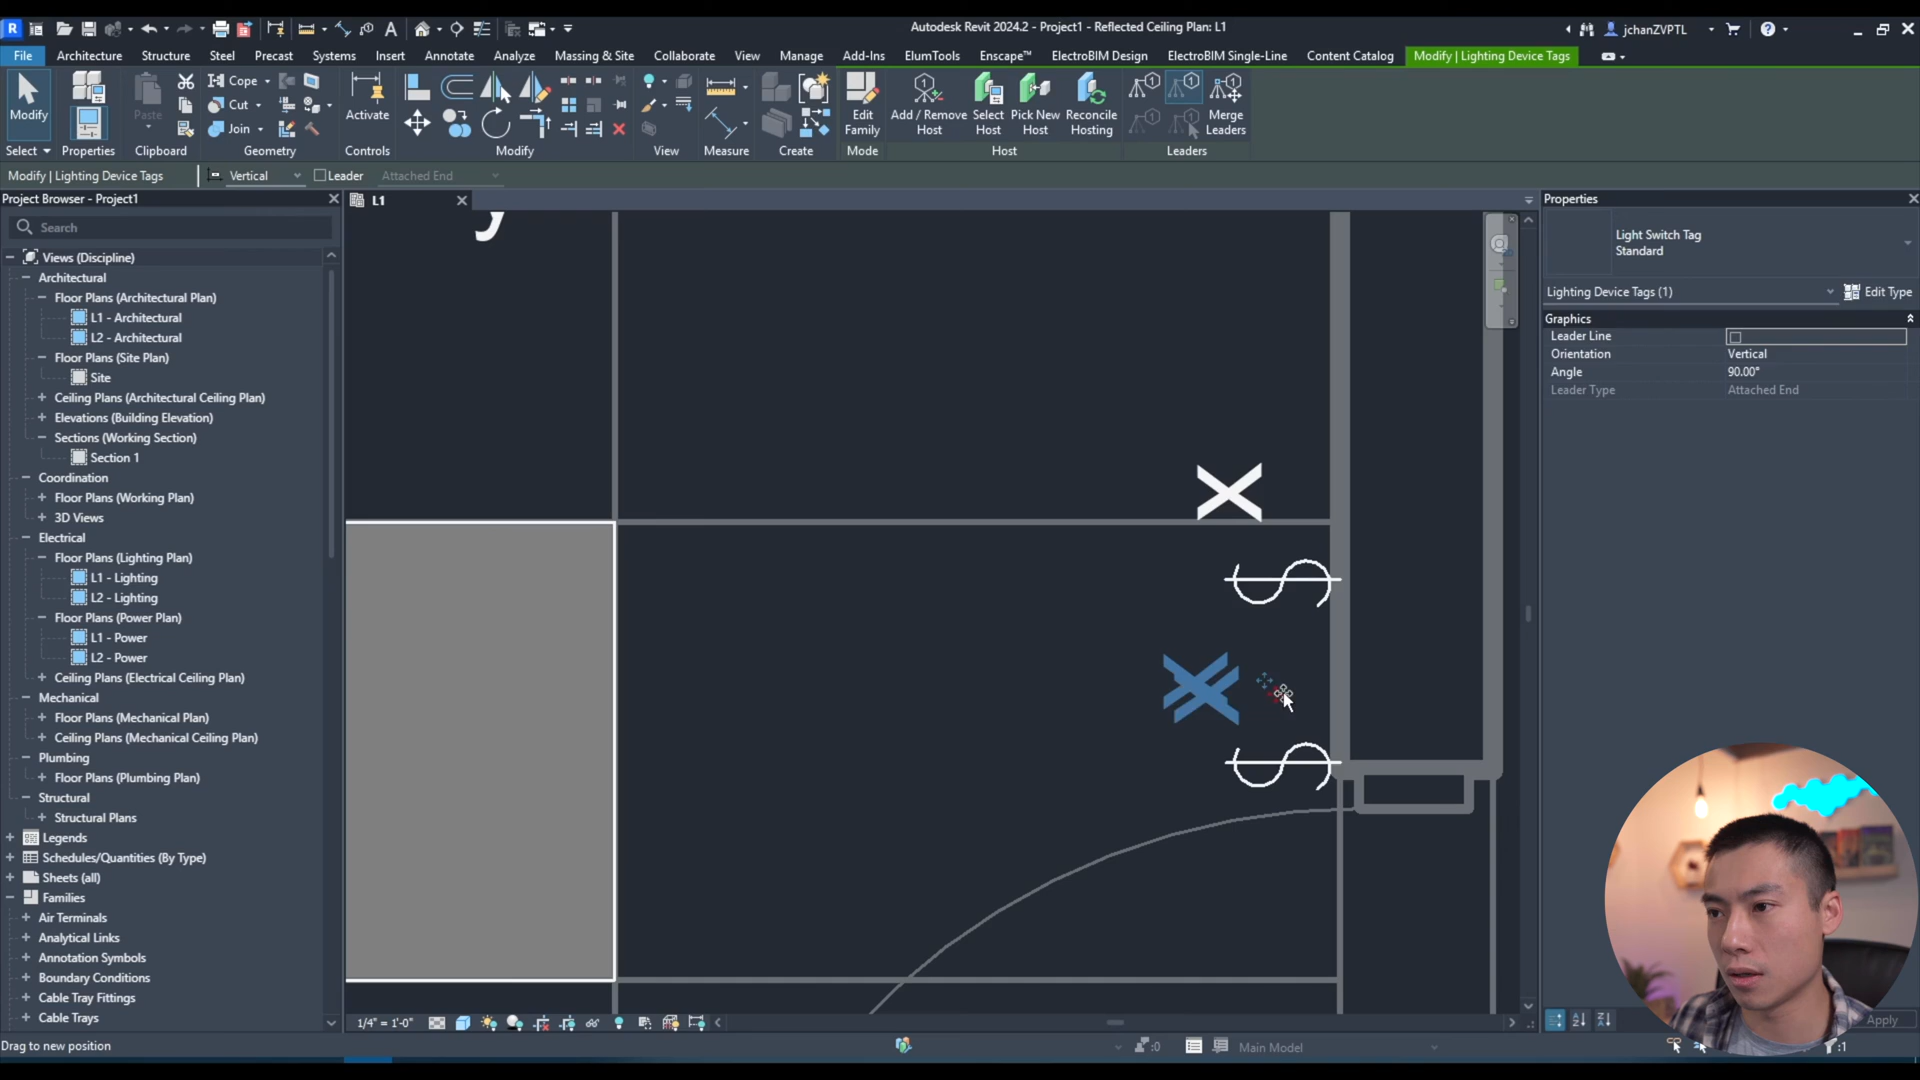 Autodesk Revit 2024.2 - Project1 - Reflected Ceiling Plan: L1
jchanZVPTL
File Architecture Structure Steel Precast Systems Insert Annotate Analyze Massing & Site Collaborate View Manage Add-Ins ElumTools Enscape™ ElectroBIM Design ElectroBIM Single-Line Content Catalog Modify | Lighting Device Tags
Modify
Paste
Cope
Cut
Join
Activate
Edit Family
Add / Remove Host
Select Host
Pick New Host
Reconcile Hosting
Merge Leaders
Select Properties Clipboard Geometry Controls Modify View Measure Create Mode Host Leaders
Modify | Lighting Device Tags Vertical Leader Attached End
Project Browser - Project1
L1
Properties
Search
Views (Discipline)
Architectural
Floor Plans (Architectural Plan)
L1 - Architectural
L2 - Architectural
Floor Plans (Site Plan)
Site
Ceiling Plans (Architectural Ceiling Plan)
Elevations (Building Elevation)
Sections (Working Section)
Section 1
Coordination
Floor Plans (Working Plan)
3D Views
Electrical
Floor Plans (Lighting Plan)
L1 - Lighting
L2 - Lighting
Floor Plans (Power Plan)
L1 - Power
L2 - Power
Ceiling Plans (Electrical Ceiling Plan)
Mechanical
Floor Plans (Mechanical Plan)
Ceiling Plans (Mechanical Ceiling Plan)
Plumbing
Floor Plans (Plumbing Plan)
Structural
Structural Plans
Legends
Schedules/Quantities (By Type)
Sheets (all)
Families
Air Terminals
Analytical Links
Annotation Symbols
Boundary Conditions
Cable Tray Fittings
Cable Trays
y
X
Light Switch Tag
Standard
Lighting Device Tags (1)
Edit Type
Graphics
Leader Line
Orientation Vertical
Angle 90.00°
Leader Type Attached End
Apply
1/4" = 1'-0"
Drag to new position
:0
Main Model
:1